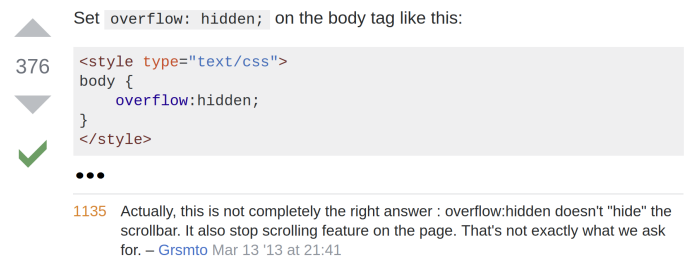 Set overflow: hidden; on the body tag like this:
376
<style type="text/css">
body {
    overflow:hidden;
}
</style>
•••
1135 Actually, this is not completely the right answer : overflow:hidden doesn't "hide" the
scrollbar. It also stop scrolling feature on the page. That's not exactly what we ask
for. – Grsmto Mar 13 '13 at 21:41